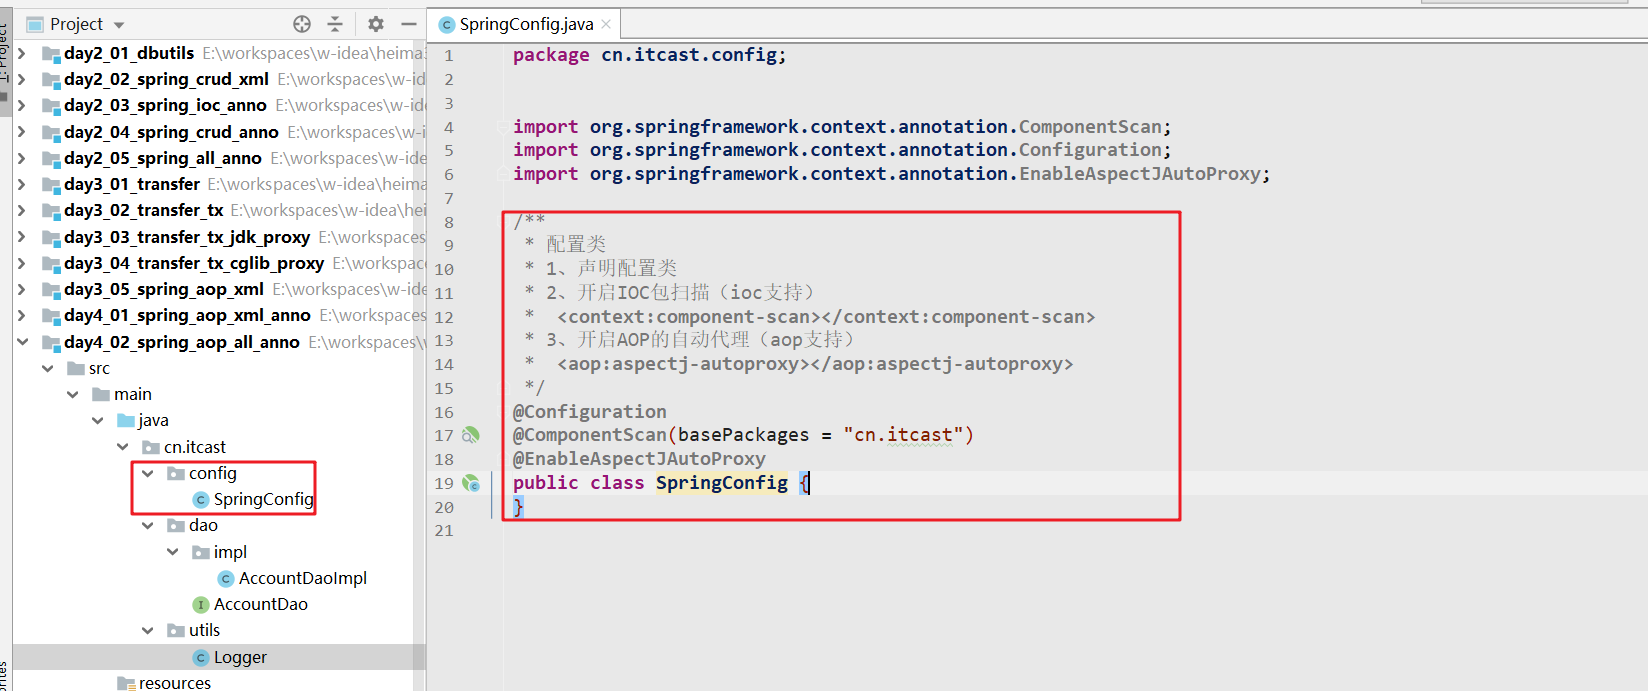 1: Project
Project
day2_01_dbutils E:\workspaces\w-idea\heima
day2_02_spring_crud_xml E:\workspaces\w-id
day2_03_spring_ioc_anno E:\workspaces\w-id
day2_04_spring_crud_anno E:\workspaces\w-i
day2_05_spring_all_anno E:\workspaces\w-ide
day3_01_transfer E:\workspaces\w-idea\heima
day3_02_transfer_tx E:\workspaces\w-idea\hei
day3_03_transfer_tx_jdk_proxy E:\workspaces
day3_04_transfer_tx_cglib_proxy E:\workspac
day3_05_spring_aop_xml E:\workspaces\w-ide
day4_01_spring_aop_xml_anno E:\workspaces
day4_02_spring_aop_all_anno E:\workspaces\
src
main
java
cn.itcast
config
SpringConfig
dao
impl
AccountDaoImpl
AccountDao
utils
Logger
resources
SpringConfig.java
1 package cn.itcast.config;
2
3
4 import org.springframework.context.annotation.ComponentScan;
5 import org.springframework.context.annotation.Configuration;
6 import org.springframework.context.annotation.EnableAspectJAutoProxy;
7
8 /**
9 * 配置类
10 * 1、声明配置类
11 * 2、开启IOC包扫描（ioc支持）
12 * <context:component-scan></context:component-scan>
13 * 3、开启AOP的自动代理（aop支持）
14 * <aop:aspectj-autoproxy></aop:aspectj-autoproxy>
15 */
16 @Configuration
17 @ComponentScan(basePackages = "cn.itcast")
18 @EnableAspectJAutoProxy
19 public class SpringConfig {
20 }
21